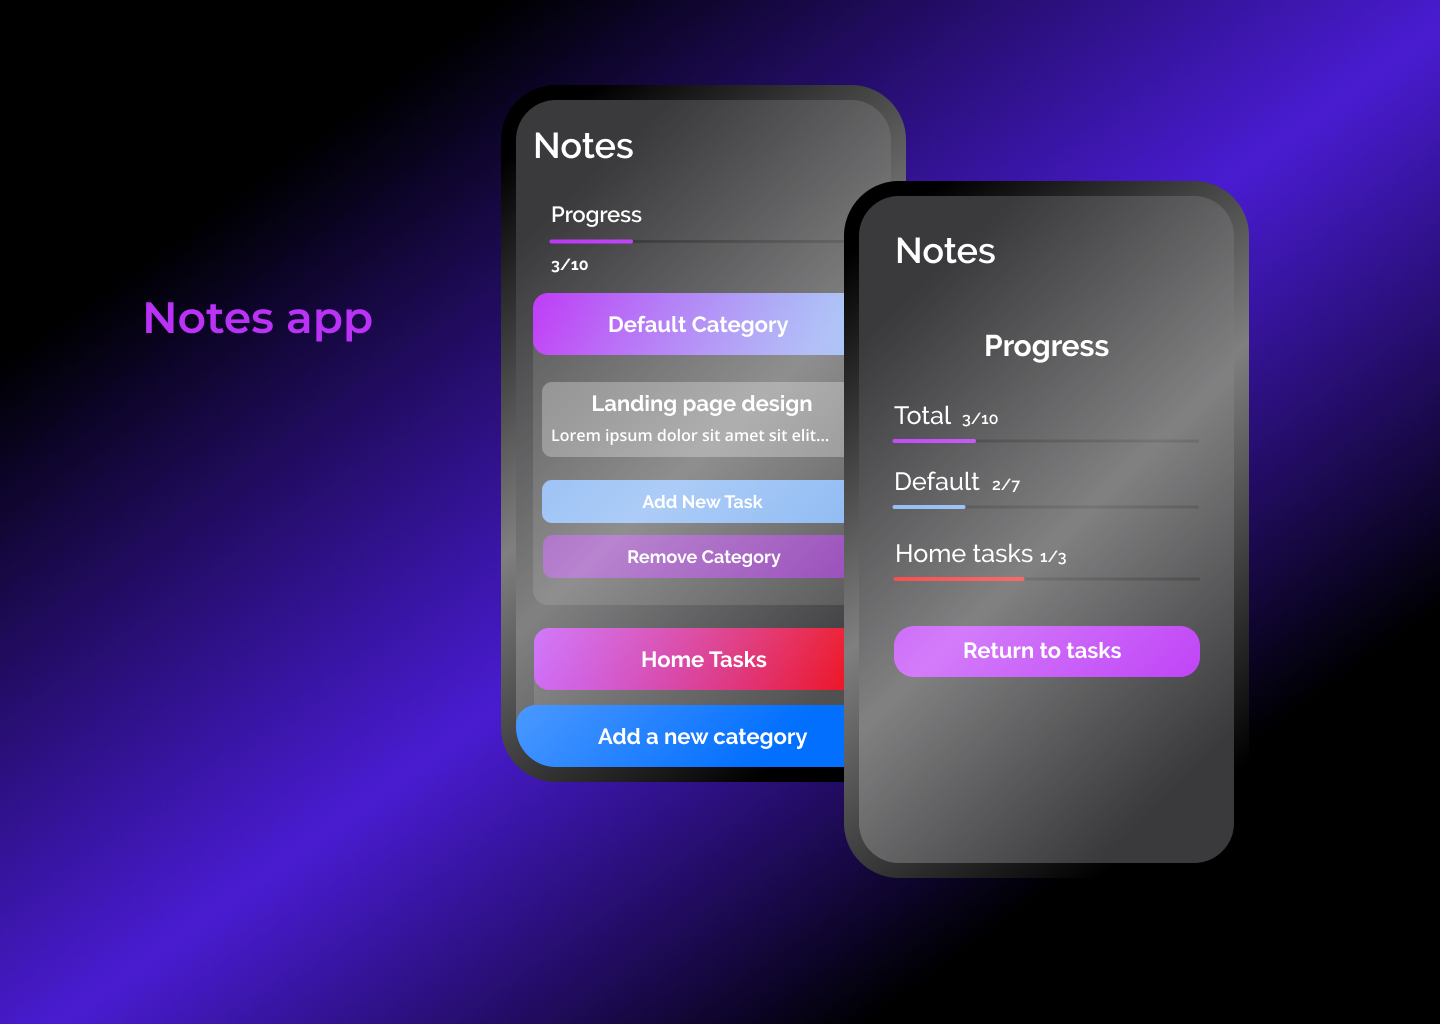 Notes app
Notes
Progress
3/10
Default Category
Landing page design
Lorem ipsum dolor sit amet sit elit...
Add New Task
Remove Category
Home Tasks
Add a new category
Notes
Progress
Total 3/10
Default 2/7
Home tasks 1/3
Return to tasks